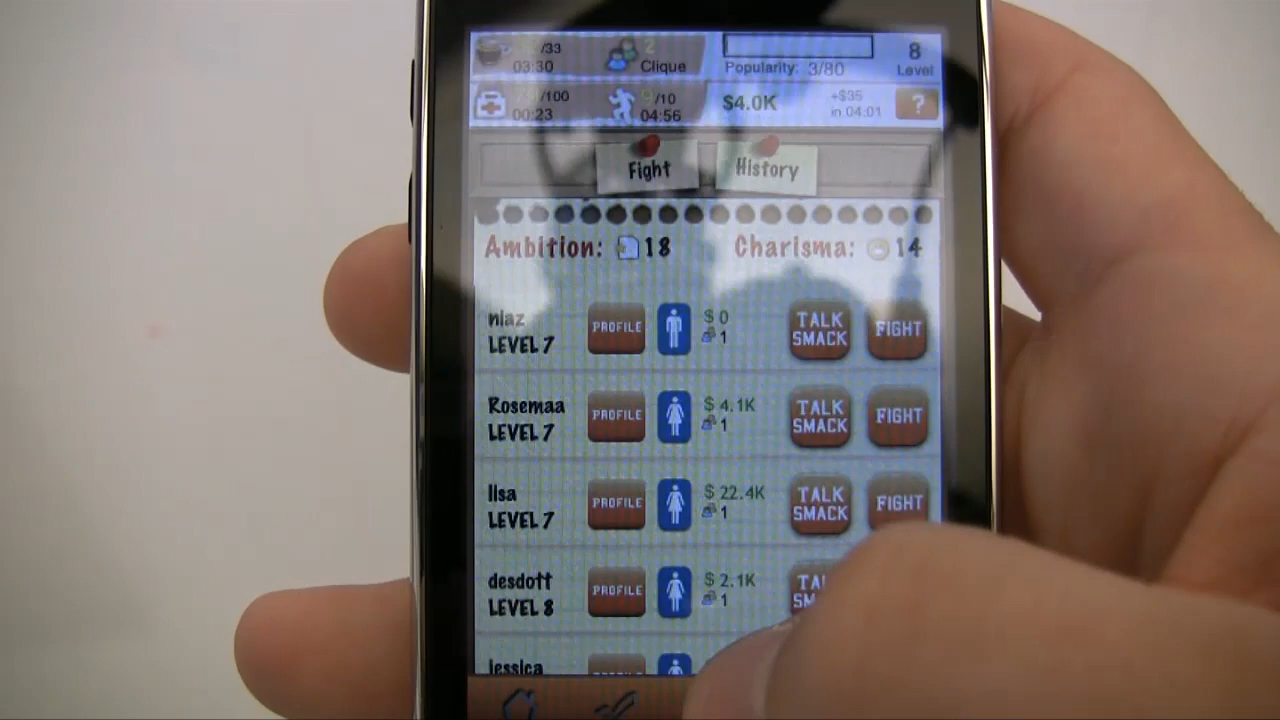 /33
2
8
03:30
Clique
Popularity: 3/80
Level
/100
/10
$4.0K
+$35
?
00:23
04:56
in 04:01
Fight
History
Ambition: 18
Charisma: 14
niaz
PROFILE
$ 0
TALK
SMACK
FIGHT
LEVEL 7
1
Rosemaa
PROFILE
$ 4.1K
TALK
SMACK
FIGHT
LEVEL 7
1
PROFILE
$ 22.4K
TALK
SMACK
FIGHT
LEVEL 7
1
desdott
PROFILE
$ 2.1K
LEVEL 8
1
jessica